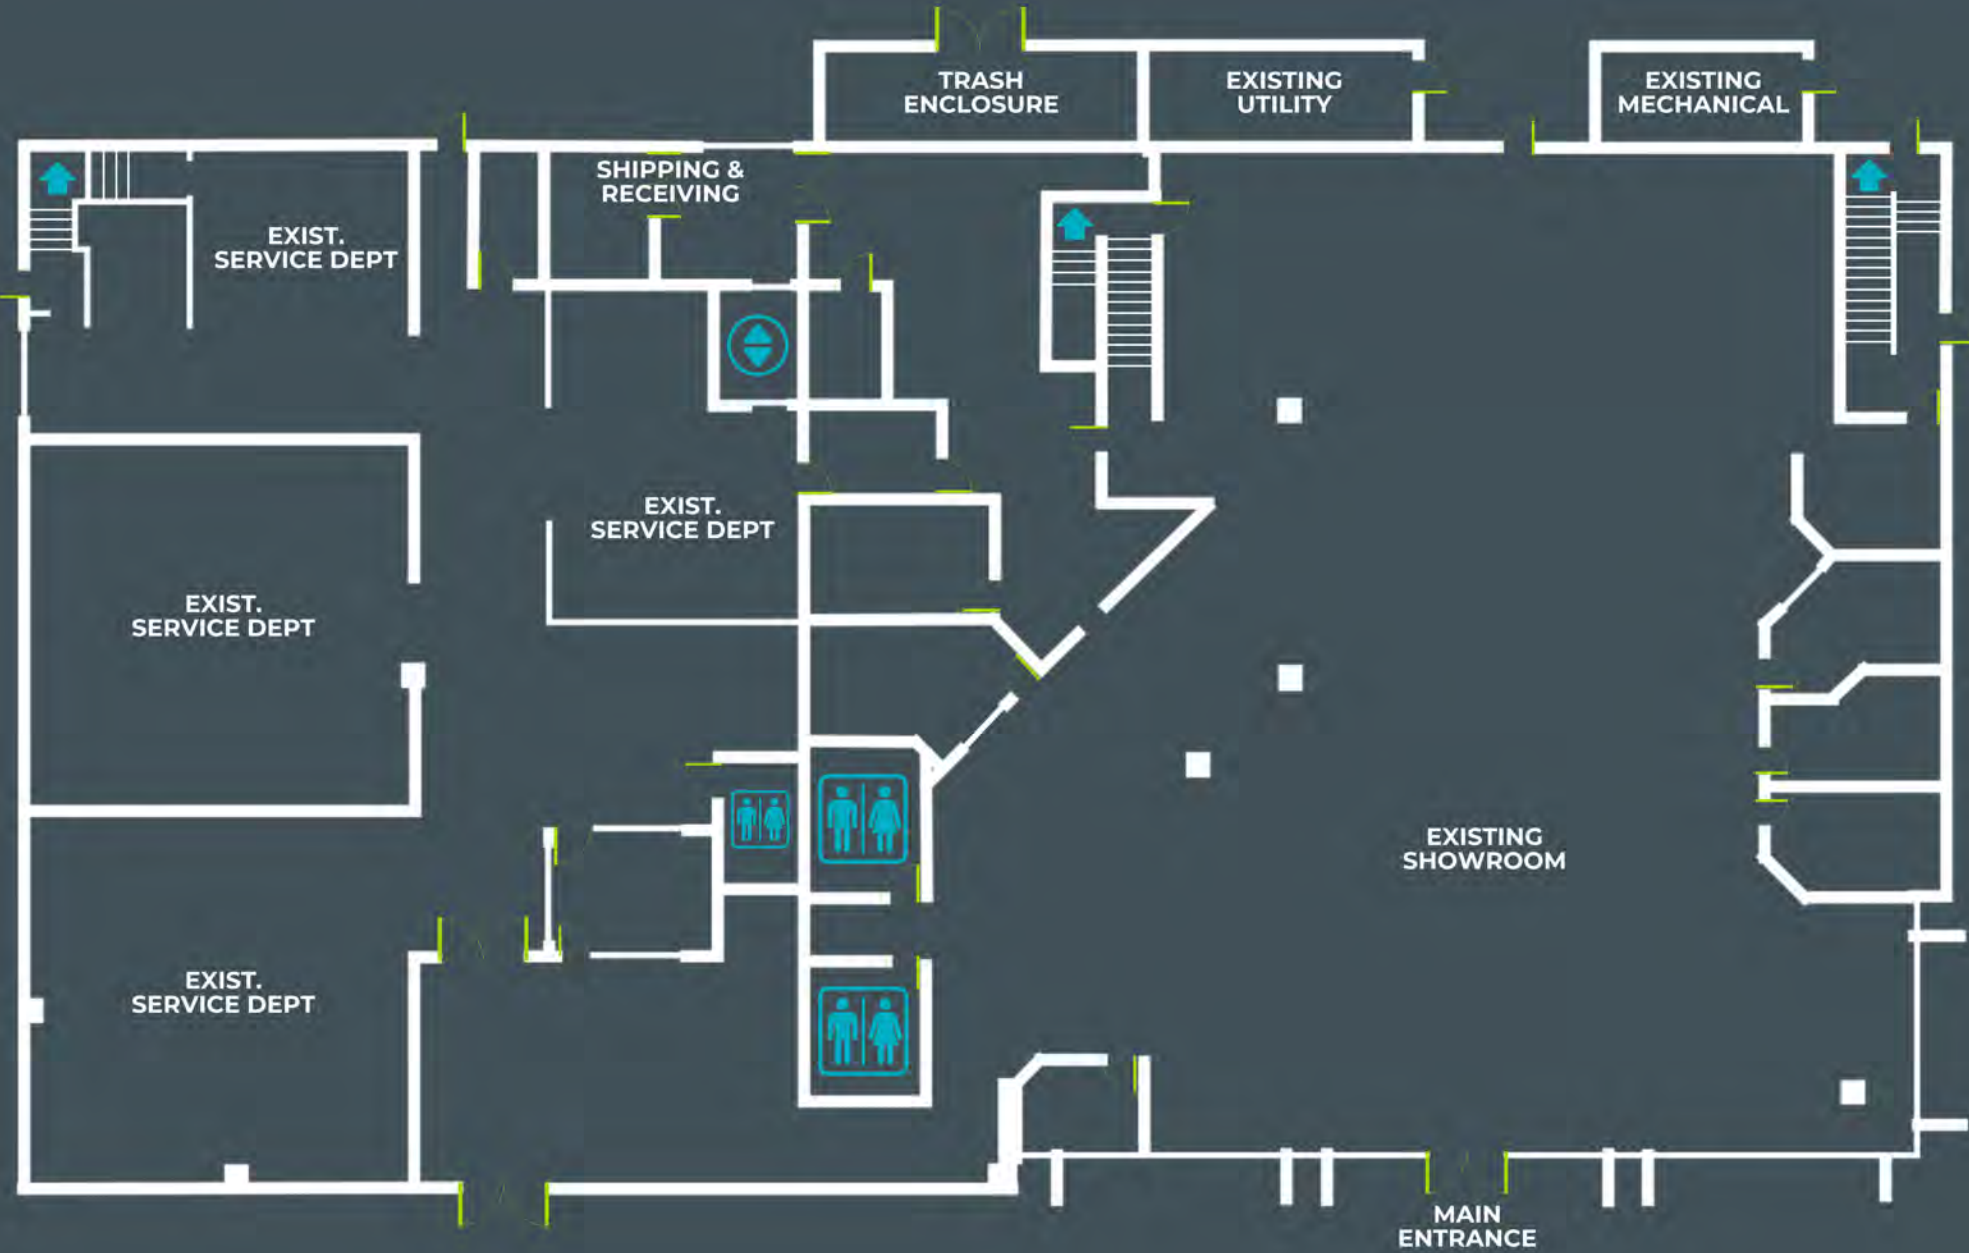 TRASH
ENCLOSURE
EXISTING
UTILITY
EXISTING
MECHANICAL
SHIPPING &
RECEIVING
EXIST.
SERVICE DEPT
EXIST.
SERVICE DEPT
EXIST.
SERVICE DEPT
EXISTING
SHOWROOM
EXIST.
SERVICE DEPT
MAIN
ENTRANCE